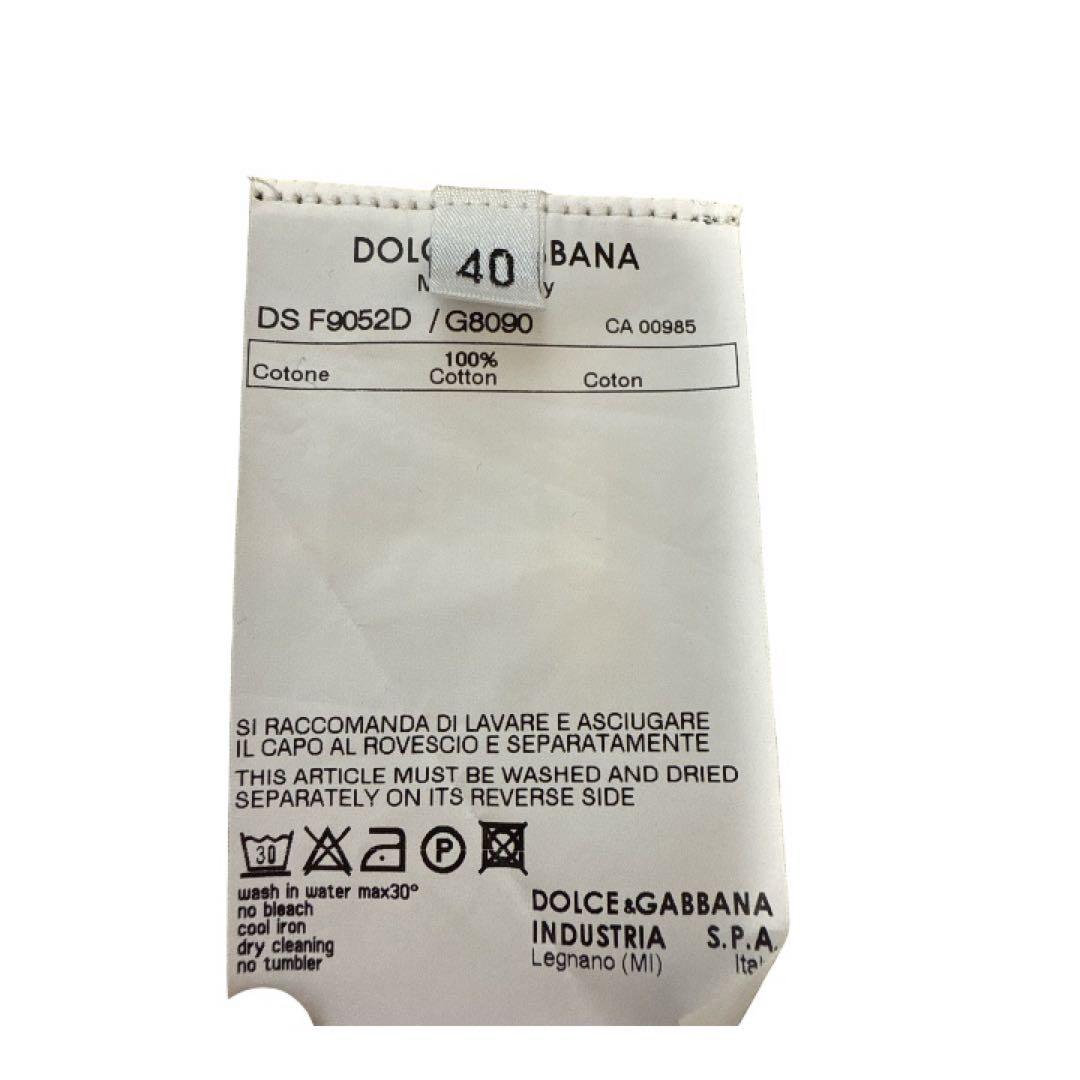 40
DOL BBANA
M y
DS F9052D / G8090 CA 00985
100%
Cotone Cotton Coton
SI RACCOMANDA DI LAVARE E ASCIUGARE
IL CAPO AL ROVESCIO E SEPARATAMENTE
THIS ARTICLE MUST BE WASHED AND DRIED
SEPARATELY ON ITS REVERSE SIDE
30 P
wash in water max30°
no bleach
cool iron
dry cleaning
no tumbler
DOLCE&GABBANA
INDUSTRIA S.P.A.
Legnano (MI) Ital